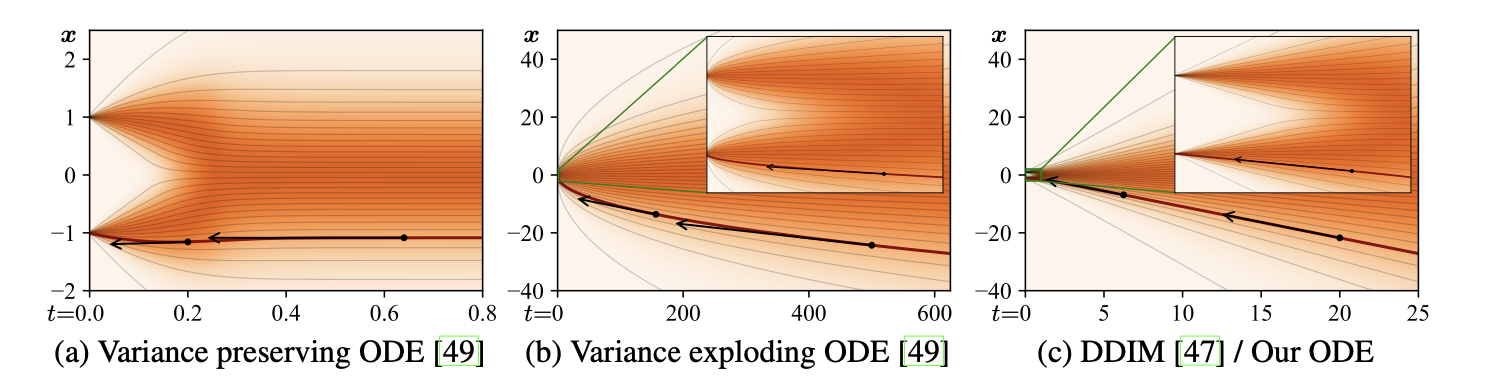 x
2
1
0
−1
−2
t=0.0 0.2 0.4 0.6 0.8
(a) Variance preserving ODE [49]
x
40
20
0
−20
−40
t=0 200 400 600
(b) Variance exploding ODE [49]
x
40
20
0
−20
−40
t=0 5 10 15 20 25
(c) DDIM [47] / Our ODE